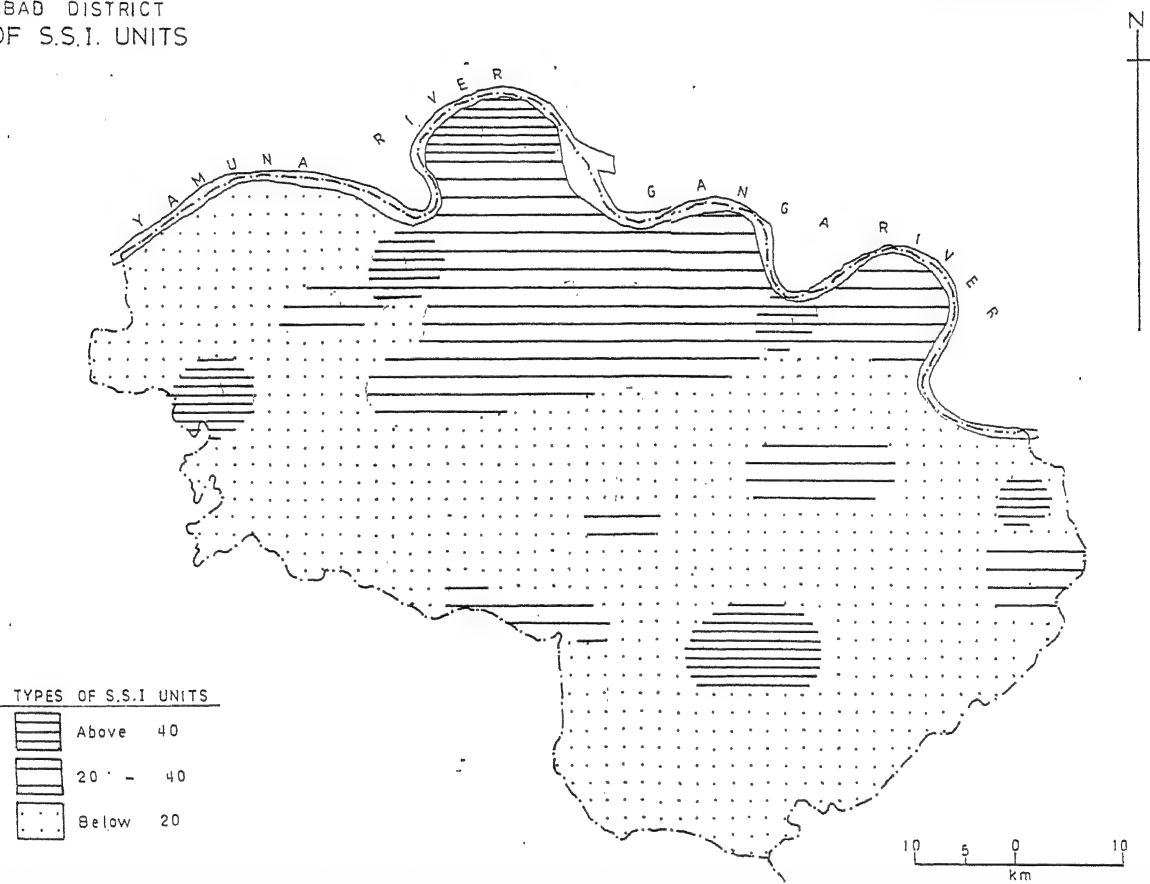 BAD DISTRICT
OF S.S.I. UNITS
N
YAMUNA RIVER
GANGA RIVER
TYPES OF S.S.I UNITS
Above 40
20 - 40
Below 20
10 5 0 10
km